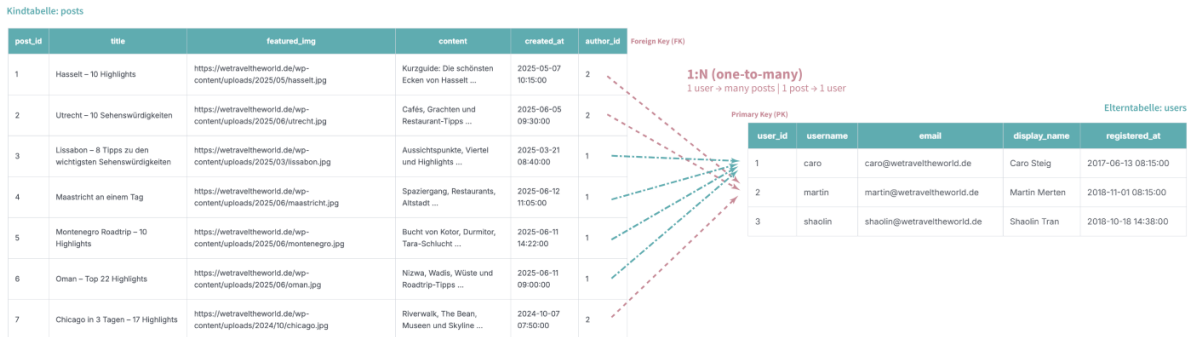 Kindtabelle: posts
post_id title featured_img content created_at author_id
Foreign Key (FK)
1 Hasselt – 10 Highlights https://wetraveltheworld.de/wp-
content/uploads/2025/05/hasselt.jpg Kurzguide: Die schönsten
Ecken von Hasselt ... 2025-05-07
10:15:00 2
2 Utrecht – 10 Sehenswürdigkeiten https://wetraveltheworld.de/wp-
content/uploads/2025/06/utrecht.jpg Cafés, Grachten und
Restaurant-Tipps ... 2025-06-05
09:30:00 2
3 Lissabon – 8 Tipps zu den
wichtigsten Sehenswürdigkeiten https://wetraveltheworld.de/wp-
content/uploads/2025/03/lissabon.jpg Aussichtspunkte, Viertel
und Highlights ... 2025-03-21
08:40:00 1
4 Maastricht an einem Tag https://wetraveltheworld.de/wp-
content/uploads/2025/06/maastricht.jpg Spaziergang, Restaurants,
Altstadt ... 2025-06-12
11:05:00 1
5 Montenegro Roadtrip – 10
Highlights https://wetraveltheworld.de/wp-
content/uploads/2025/06/montenegro.jpg Bucht von Kotor, Durmitor,
Tara-Schlucht ... 2025-06-11
14:22:00 1
6 Oman – Top 22 Highlights https://wetraveltheworld.de/wp-
content/uploads/2025/06/oman.jpg Nizwa, Wadis, Wüste und
Roadtrip-Tipps ... 2025-06-11
09:00:00 1
7 Chicago in 3 Tagen – 17 Highlights https://wetraveltheworld.de/wp-
content/uploads/2024/10/chicago.jpg Riverwalk, The Bean,
Museen und Skyline ... 2024-10-07
07:50:00 2
1:N (one-to-many)
1 user → many posts | 1 post → 1 user
Primary Key (PK)
Elterntabelle: users
user_id username email display_name registered_at
1 caro caro@wetraveltheworld.de Caro Steig 2017-06-13 08:15:00
2 martin martin@wetraveltheworld.de Martin Merten 2018-11-01 08:15:00
3 shaolin shaolin@wetraveltheworld.de Shaolin Tran 2018-10-18 14:38:00